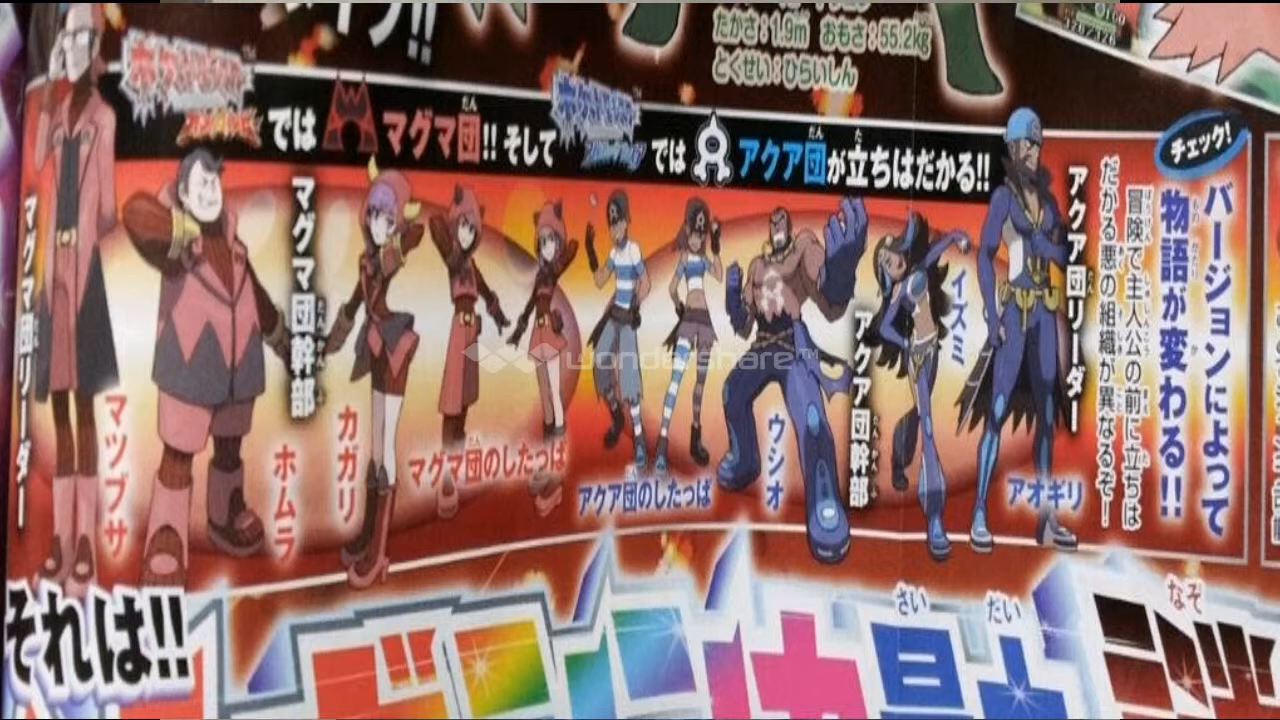 たかさ：1.9m おもさ：55.2kg
とくせい：ひらいしん
では マグマ団!! そして では アクア団が立ちはだかる!!
チェック!
バージョンによって
物語が変わる!!
冒険で主人公の前に立ちは
だかる悪の組織が異なるぞ！
マグマ団リーダー
マツブサ
マグマ団幹部
ホムラ
カガリ
マグマ団のしたっぱ
アクア団のしたっぱ
ウシオ
アクア団幹部
イズミ
アクア団リーダー
アオギリ
wondershare™
それは!!